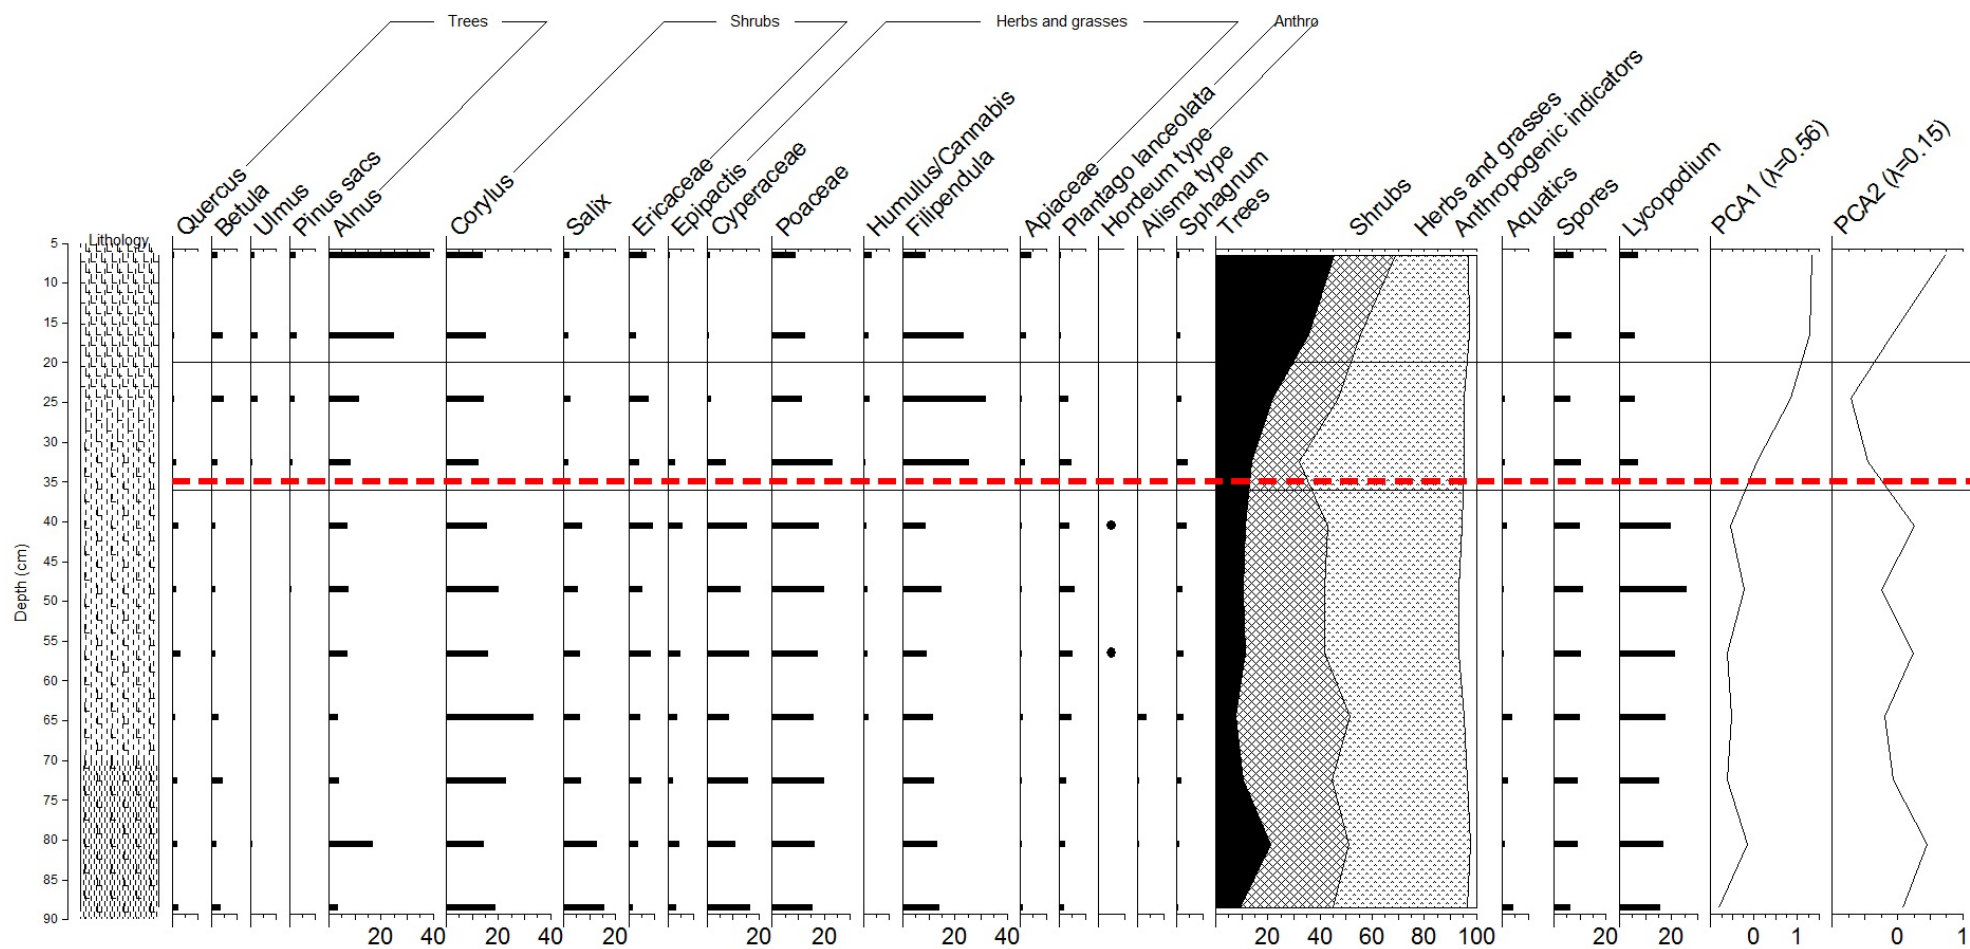 Trees
Shrubs
Herbs and grasses
Anthro
Quercus
Betula
Ulmus
Pinus sacs
Alnus
Corylus
Salix
Ericaceae
Epipactis
Cyperaceae
Poaceae
Humulus/Cannabis
Filipendula
Apiaceae
Plantago lanceolata
Hordeum type
Alisma type
Sphagnum
Trees
Shrubs
Herbs and grasses
Anthropogenic indicators
Aquatics
Spores
Lycopodium
PCA1 (λ=0.56)
PCA2 (λ=0.15)
Lithology
Depth (cm)
5
10
15
20
25
30
35
40
45
50
55
60
65
70
75
80
85
90
20 40 20 40 20 20 20 20 40 20 40 60 80 100 20 20 0 1 0 1